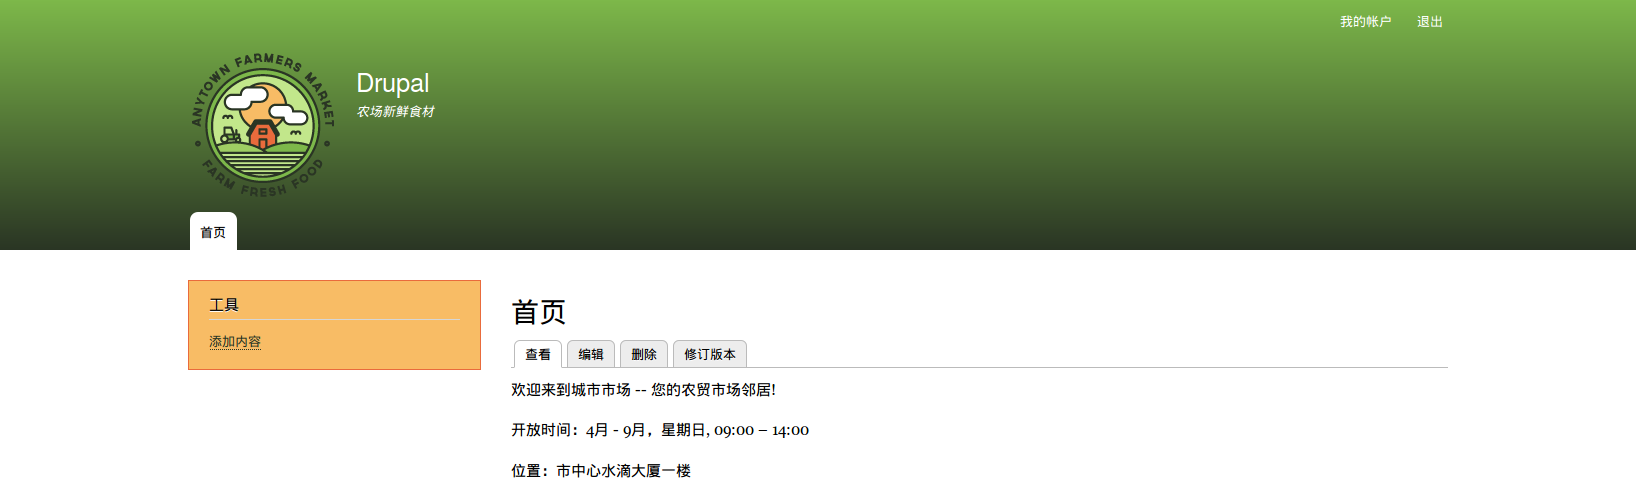 我的帐户 退出
ANYTOWN FARMERS MARKET
FARM FRESH FOOD
Drupal
农场新鲜食材
首页
工具
添加内容
首页
查看 编辑 删除 修订版本
欢迎来到城市市场 -- 您的农贸市场邻居!
开放时间：4月 - 9月，星期日, 09:00 – 14:00
位置：市中心水滴大厦一楼